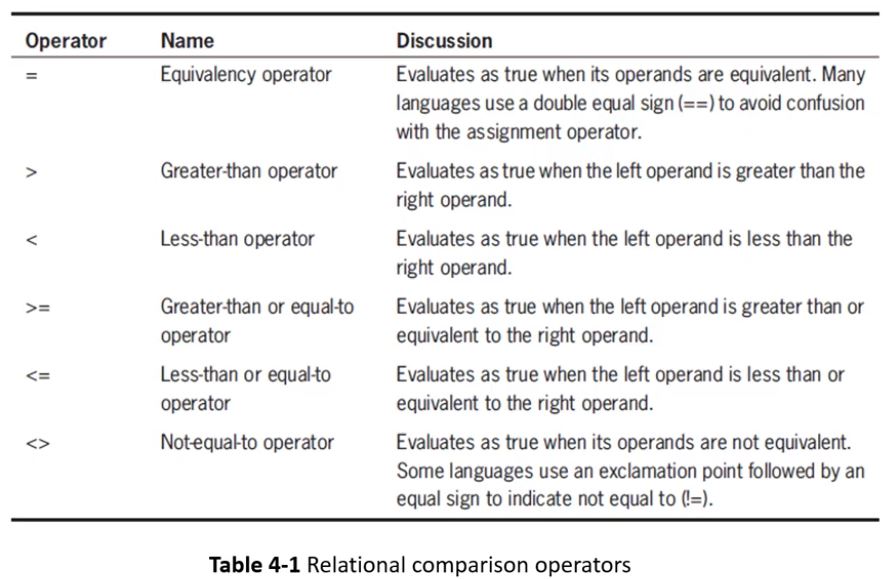 Operator Name Discussion
= Equivalency operator Evaluates as true when its operands are equivalent. Many
languages use a double equal sign (==) to avoid confusion
with the assignment operator.
> Greater-than operator Evaluates as true when the left operand is greater than the
right operand.
< Less-than operator Evaluates as true when the left operand is less than the
right operand.
>= Greater-than or equal-to Evaluates as true when the left operand is greater than or
operator equivalent to the right operand.
<= Less-than or equal-to Evaluates as true when the left operand is less than or
operator equivalent to the right operand.
<> Not-equal-to operator Evaluates as true when its operands are not equivalent.
Some languages use an exclamation point followed by an
equal sign to indicate not equal to (!=).
Table 4-1 Relational comparison operators